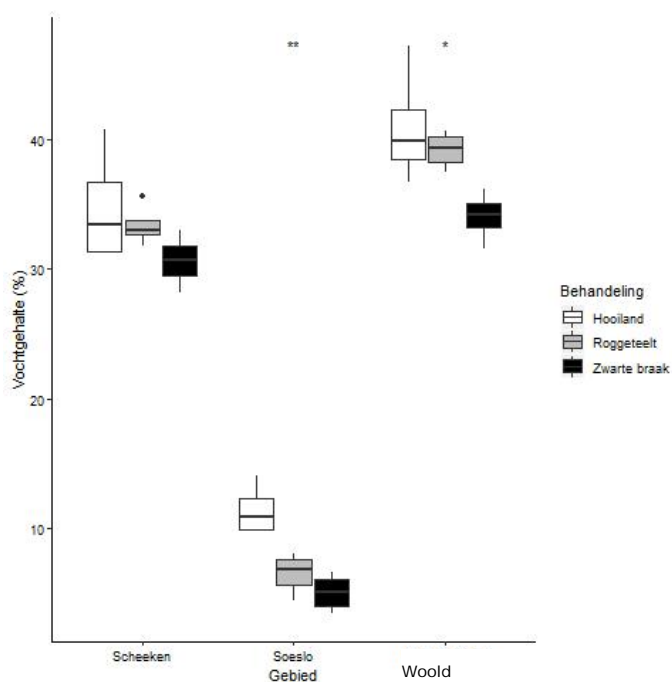 ** *
40
30
20
10
Vochtgehalte (%)
Scheeken Soeslo Woold
Gebied
Behandeling
Hooiland
Roggeteelt
Zwarte braak